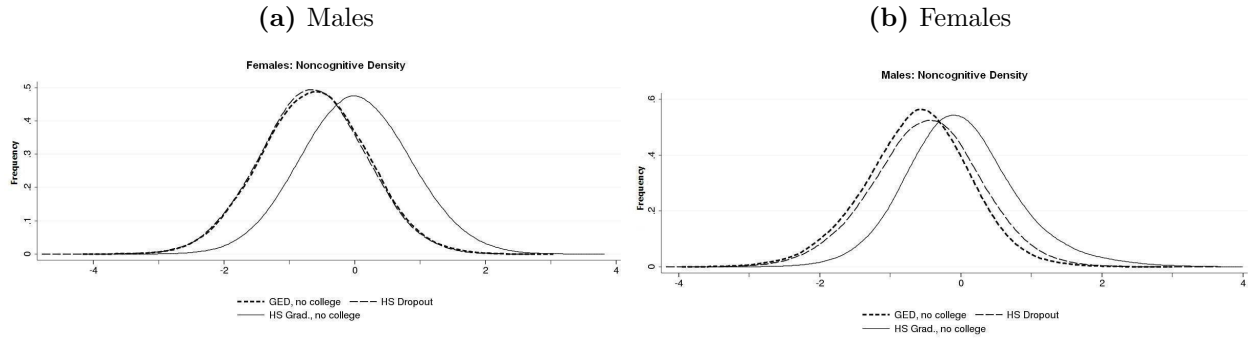 (a) Males
Females: Noncognitive Density
Frequency
.5
.4
.3
.2
.1
0
-4 -2 0 2 4
GED, no college HS Dropout
HS Grad., no college
(b) Females
Males: Noncognitive Density
Frequency
.6
.4
.2
0
-4 -2 0 2 4
GED, no college HS Dropout
HS Grad., no college